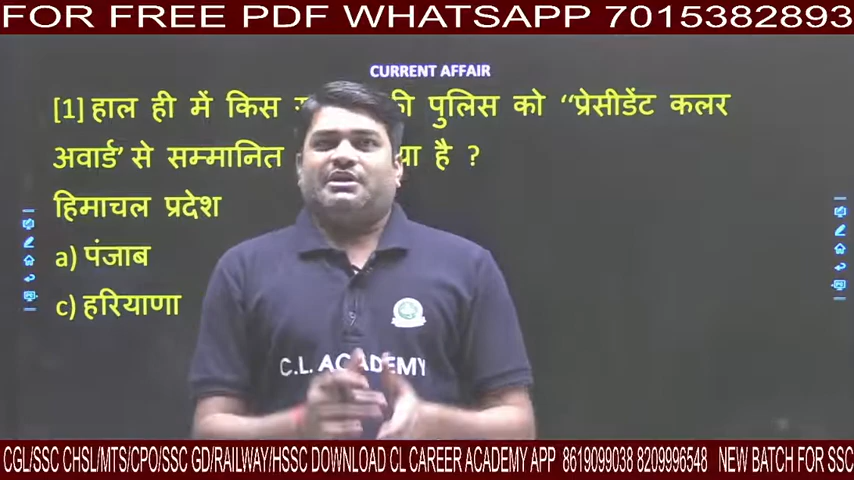 FOR FREE PDF WHATSAPP 7015382893
CURRENT AFFAIR
[1] हाल ही में किस की पुलिस को “प्रेसीडेंट कलर
अवार्ड’ से सम्मानित है ?
हिमाचल प्रदेश
a) पंजाब
c) हरियाणा
C.L. ACADEMY
CGL/SSC CHSL/MTS/CPO/SSC GD/RAILWAY/HSSC DOWNLOAD CL CAREER ACADEMY APP 8619099038 8209996548 NEW BATCH FOR SSC